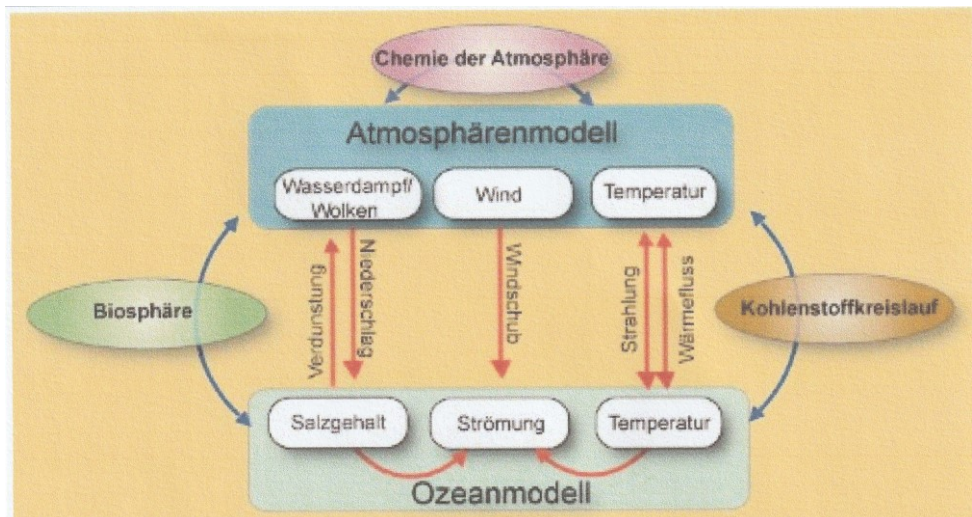 Chemie der Atmosphäre
Atmosphärenmodell
Wasserdampf/
Wolken
Wind
Temperatur
Verdunstung
Niederschlag
Windschub
Strahlung
Wärmefluss
Biosphäre
Kohlenstoffkreislauf
Salzgehalt
Strömung
Temperatur
Ozeanmodell